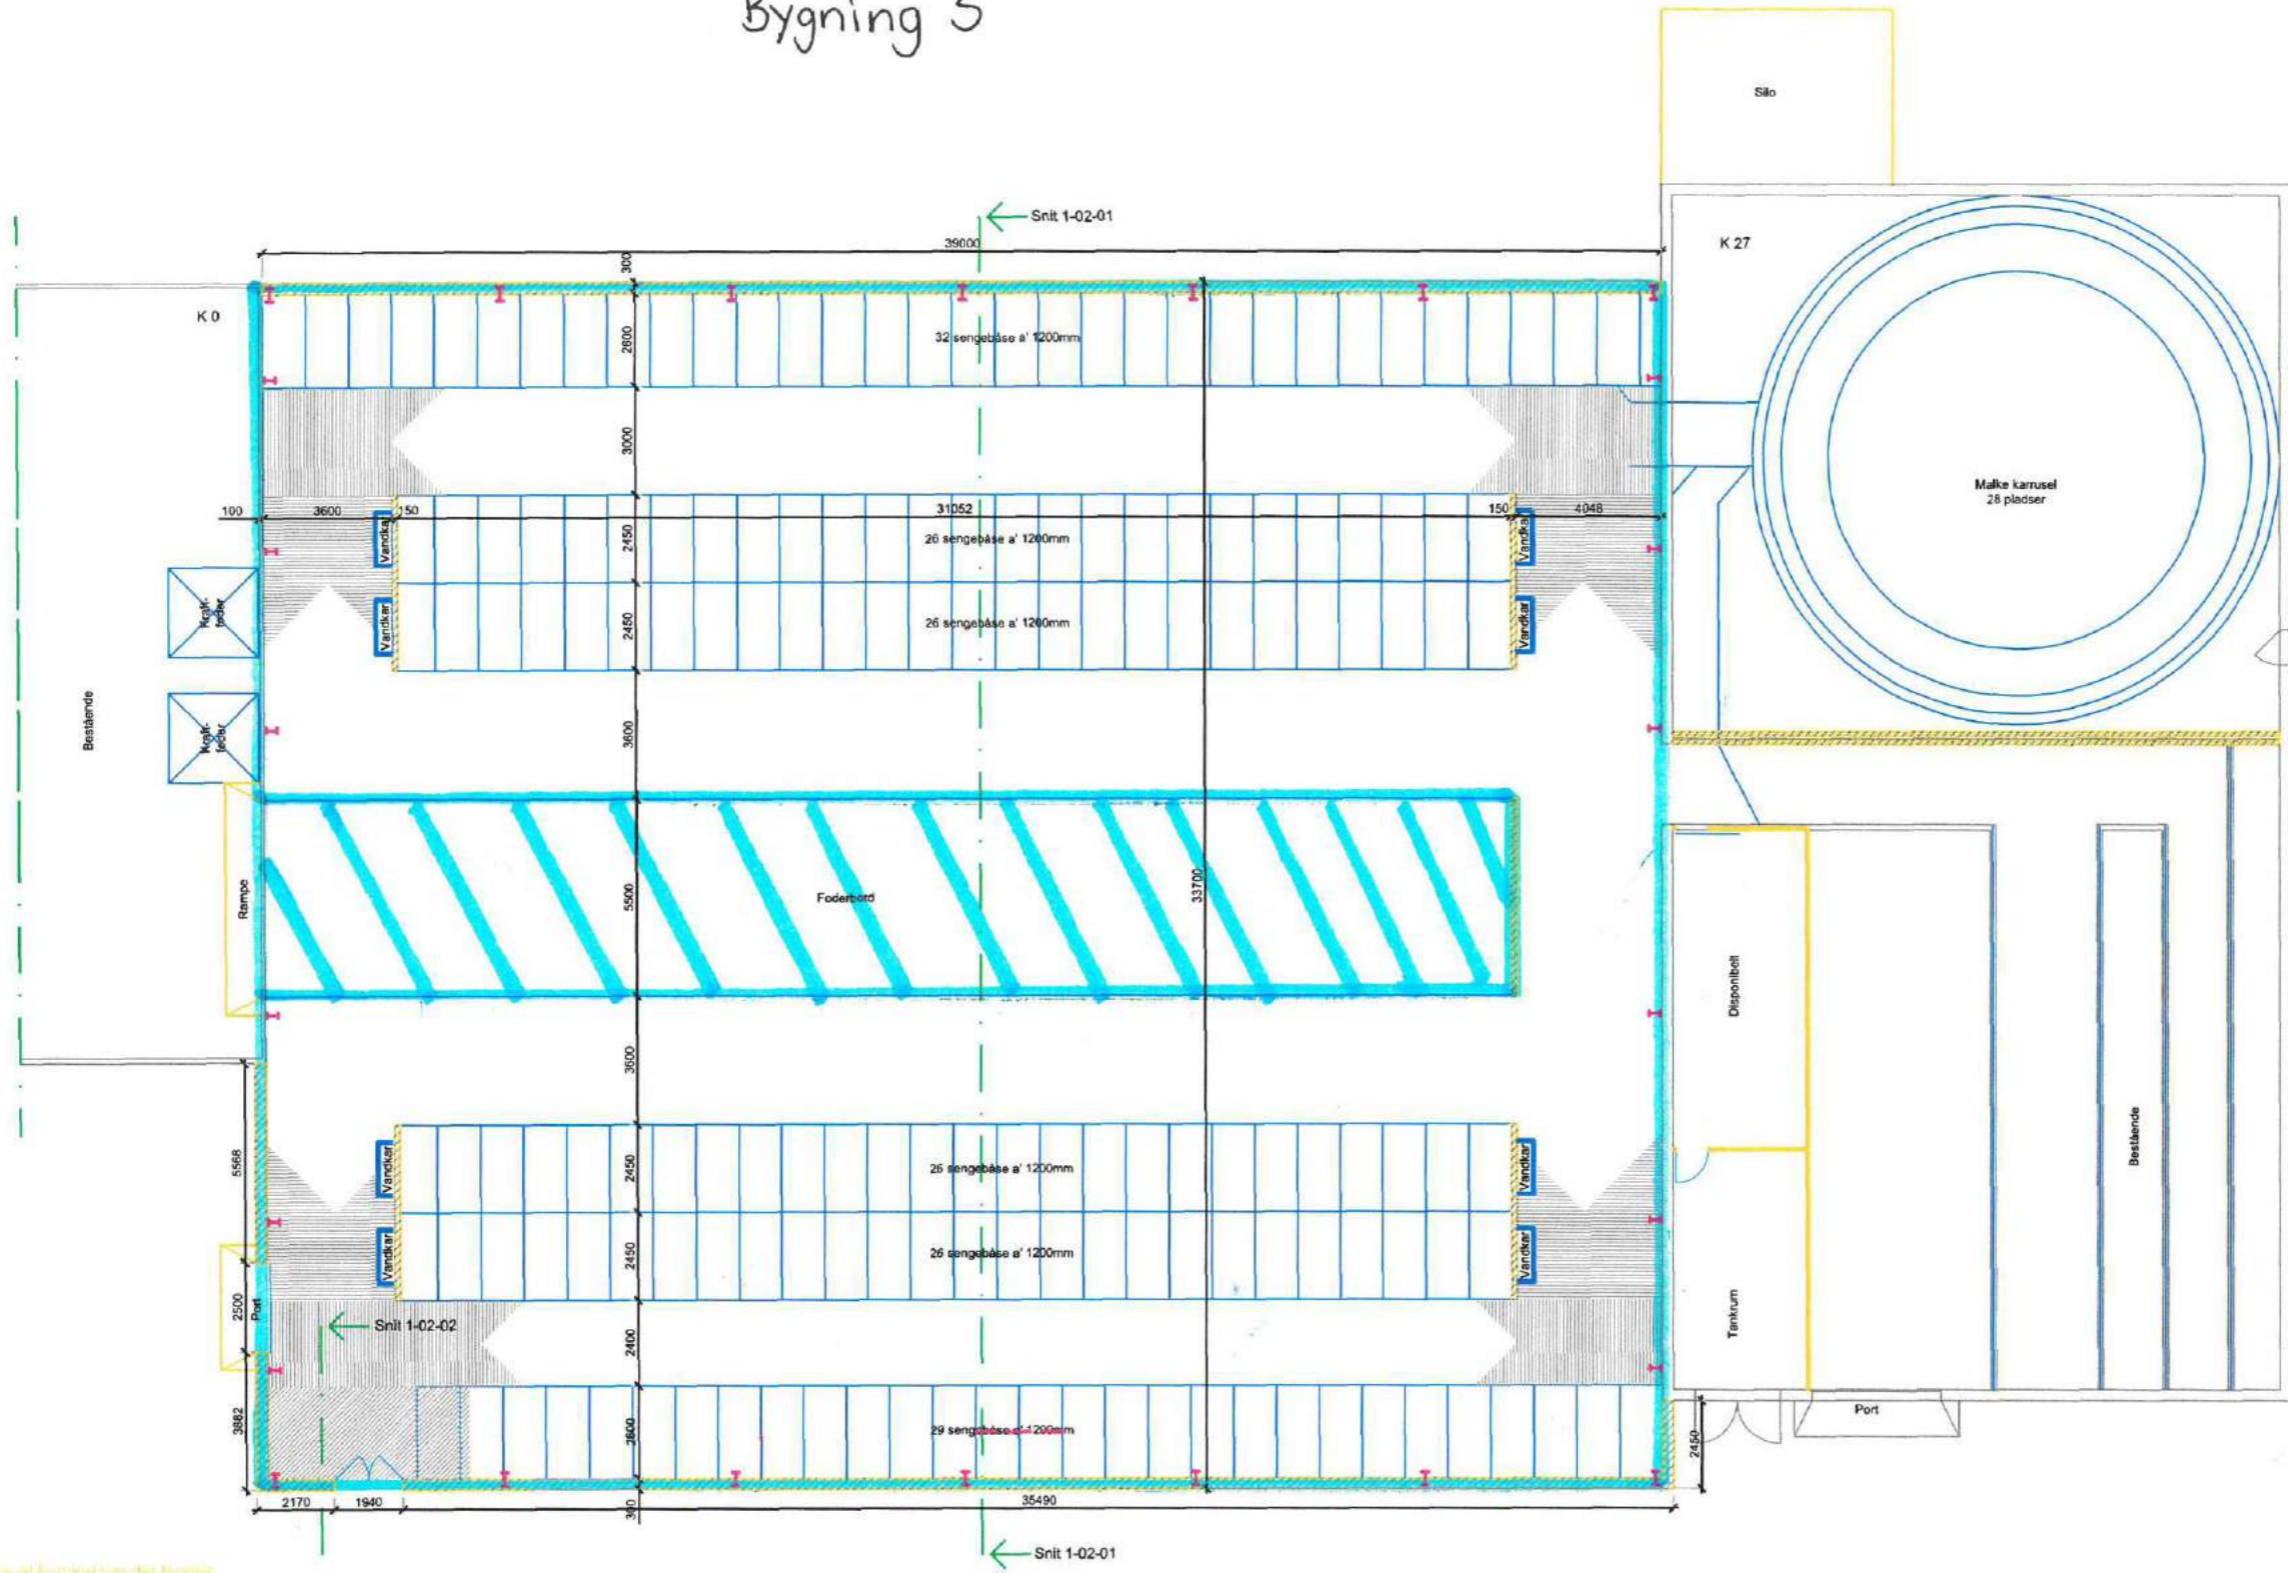 Bygning 5
Silo
Snit 1-02-01
39000
K 27
300
K 0
32 sengebåse a' 1200mm
2600
3000
Malke karrusel
28 pladser
100
3600
150
31052
150
4048
Vandkar
2450
26 sengebåse a' 1200mm
Vandkar
Kraft-
foder
Vandkar
2450
26 sengebåse a' 1200mm
Vandkar
Bestående
Kraft-
foder
3600
Rampe
5500
Foderbord
33700
Disponibelt
3600
5568
Vandkar
2450
26 sengebåse a' 1200mm
Vandkar
Bestående
Vandkar
2450
26 sengebåse a' 1200mm
Vandkar
2500
Port
Snit 1-02-02
2400
Tankrum
3882
2600
29 sengebåse a' 1200mm
Port
2450
2170
1940
300
35490
Snit 1-02-01